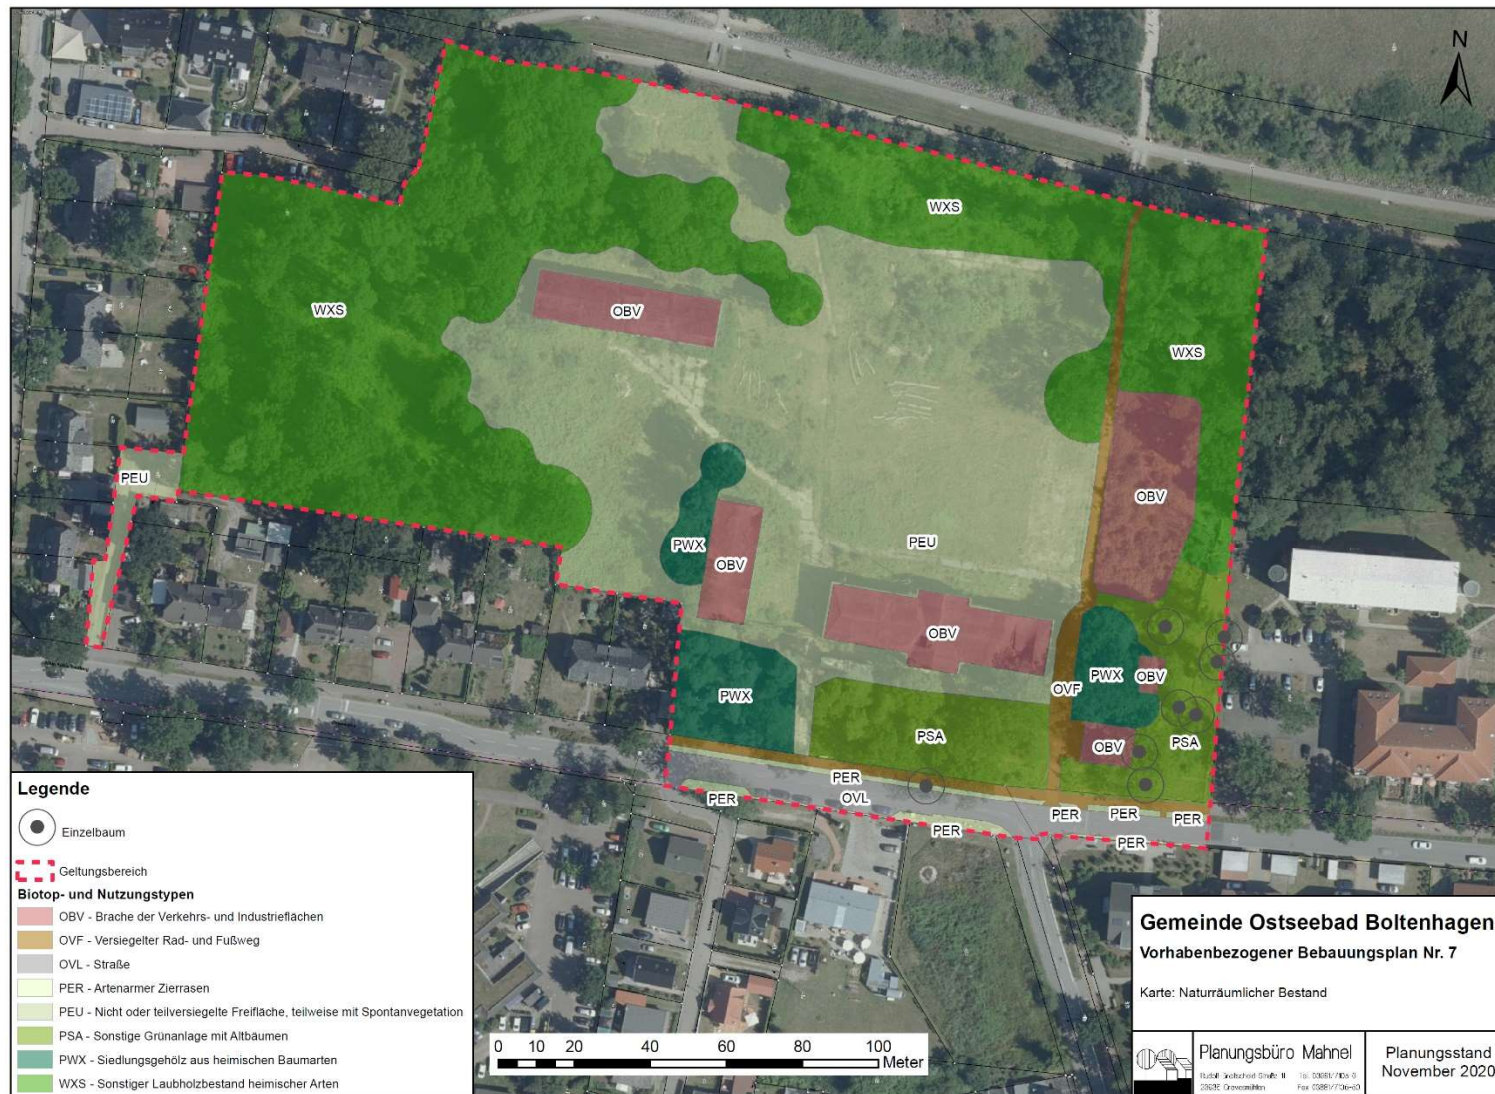 N
WXS
WXS
OBV
WXS
PEU
OBV
PWX
OBV
PEU
OBV
PWX
OVF
PWX
OBV
PSA
OBV
PSA
PER
PER
OVL
PER
PER
PER
PER
PER
Legende
Einzelbaum
Geltungsbereich
Biotop- und Nutzungstypen
OBV - Brache der Verkehrs- und Industrieflächen
OVF - Versiegelter Rad- und Fußweg
OVL - Straße
PER - Artenarmer Zierrasen
PEU - Nicht oder teilversiegelte Freifläche, teilweise mit Spontanvegetation
PSA - Sonstige Grünanlage mit Altbäumen
PWX - Siedlungsgehölz aus heimischen Baumarten
WXS - Sonstiger Laubholzbestand heimischer Arten
0 10 20 40 60 80 100
Meter
Gemeinde Ostseebad Boltenhagen
Vorhabenbezogener Bebauungsplan Nr. 7
Karte: Naturräumlicher Bestand
Planungsbüro Mahnel
Planungsstand
November 2020